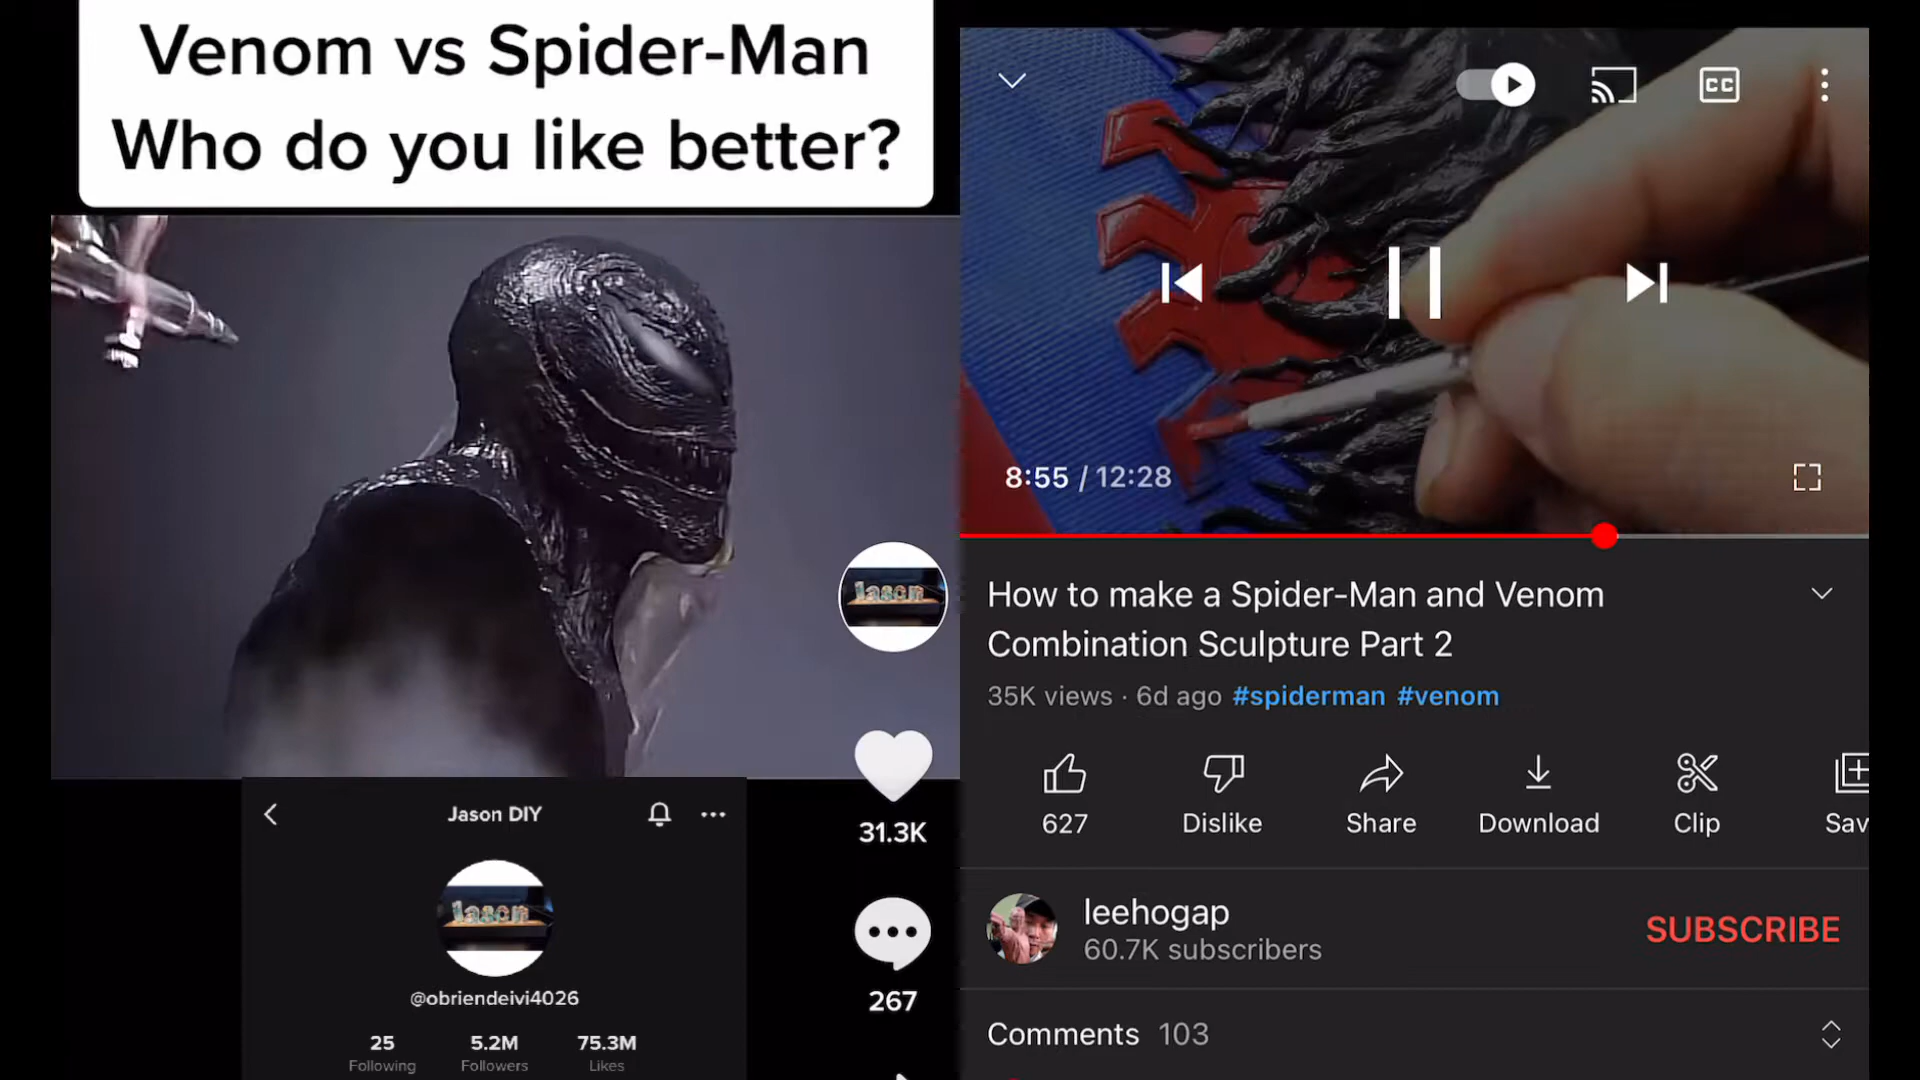 Venom vs Spider-Man
Who do you like better?
31.3K
267
Jason DIY
@obriendeivi4026
25 5.2M 75.3M
Following Followers Likes
CC
8:55 / 12:28
How to make a Spider-Man and Venom
Combination Sculpture Part 2
35K views · 6d ago #spiderman #venom
627 Dislike Share Download Clip Sav
leehogap
60.7K subscribers
SUBSCRIBE
Comments 103